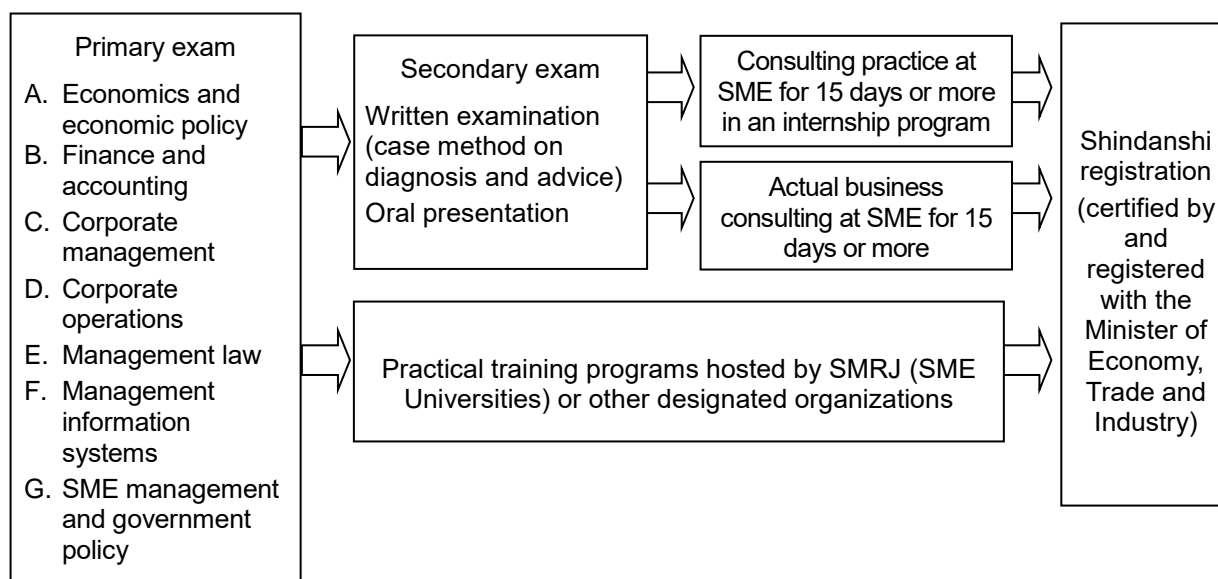 Primary exam
A. Economics and
economic policy
B. Finance and
accounting
C. Corporate
management
D. Corporate
operations
E. Management law
F. Management
information
systems
G. SME management
and government
policy
Secondary exam
Written examination
(case method on
diagnosis and advice)
Oral presentation
Consulting practice at
SME for 15 days or more
in an internship program
Actual business
consulting at SME for 15
days or more
Practical training programs hosted by SMRJ (SME
Universities) or other designated organizations
Shindanshi
registration
(certified by
and
registered
with the
Minister of
Economy,
Trade and
Industry)